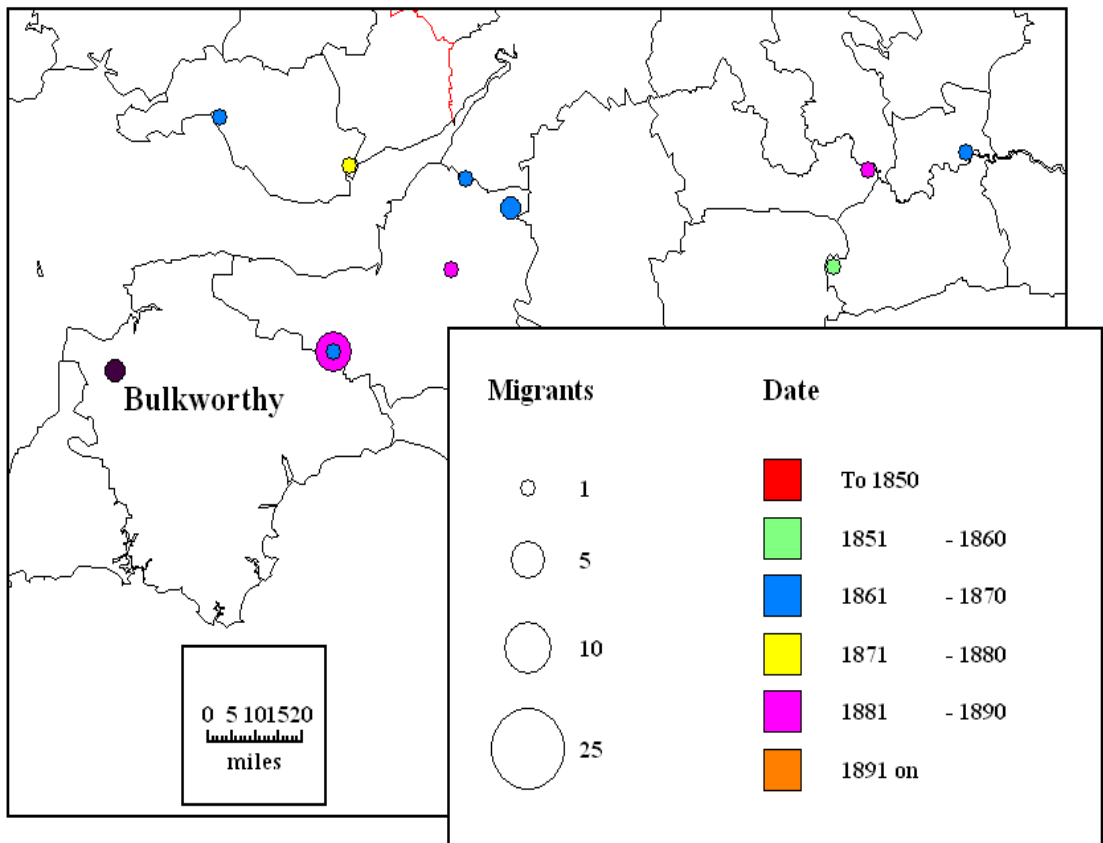 Bulkworthy
Migrants Date
1 To 1850
1851 - 1860
5
1861 - 1870
10 1871 - 1880
1881 - 1890
25
1891 on
0 5 101520
miles